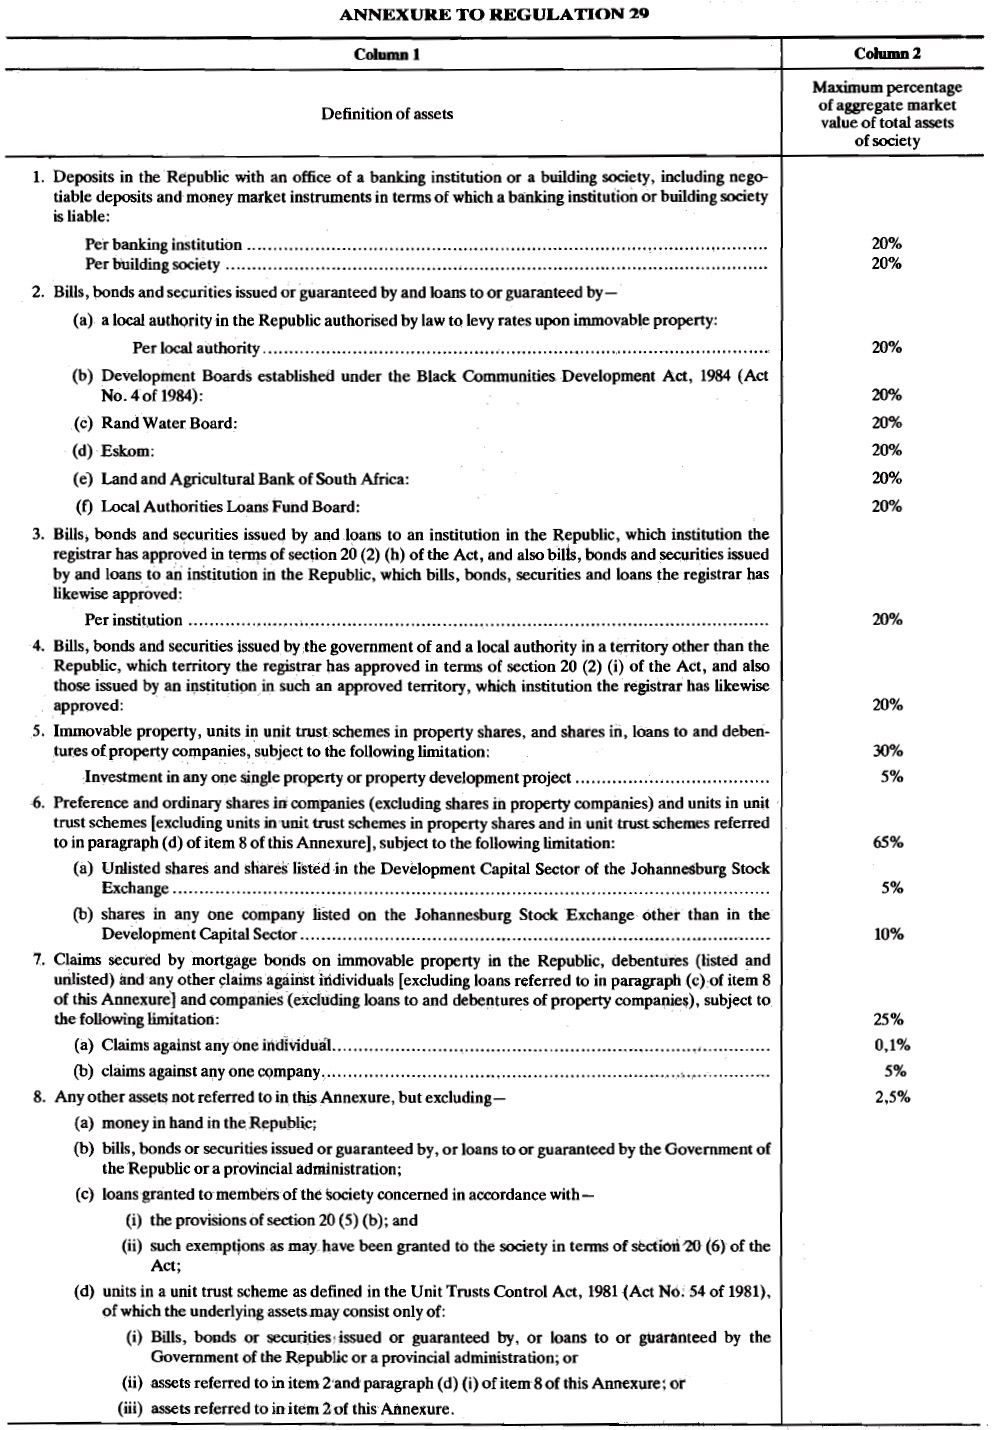 ANNEXURE TO REGULATION 29
Column 1
Column 2
Definition of assets
Maximum percentage
of aggregate market
value of total assets
of society
1. Deposits in the Republic with an office of a banking institution or a building society, including nego-
tiable deposits and money market instruments in terms of which a banking institution or building society
is liable:
Per banking institution ........ 20%
Per building society ........ 20%
2. Bills, bonds and securities issued or guaranteed by and loans to or guaranteed by—
(a) a local authority in the Republic authorised by law to levy rates upon immovable property:
Per local authority ........ 20%
(b) Development Boards established under the Black Communities Development Act, 1984 (Act
No. 4 of 1984): 20%
(c) Rand Water Board: 20%
(d) Eskom: 20%
(e) Land and Agricultural Bank of South Africa: 20%
(f) Local Authorities Loans Fund Board: 20%
3. Bills, bonds and securities issued by and loans to an institution in the Republic, which institution the
registrar has approved in terms of section 20 (2) (h) of the Act, and also bills, bonds and securities issued
by and loans to an institution in the Republic, which bills, bonds, securities and loans the registrar has
likewise approved:
Per institution ........ 20%
4. Bills, bonds and securities issued by the government of and a local authority in a territory other than the
Republic, which territory the registrar has approved in terms of section 20 (2) (i) of the Act, and also
those issued by an institution in such an approved territory, which institution the registrar has likewise
approved: 20%
5. Immovable property, units in unit trust schemes in property shares, and shares in, loans to and deben-
tures of property companies, subject to the following limitation: 30%
Investment in any one single property or property development project ........ 5%
6. Preference and ordinary shares in companies (excluding shares in property companies) and units in unit
trust schemes [excluding units in unit trust schemes in property shares and in unit trust schemes referred
to in paragraph (d) of item 8 of this Annexure], subject to the following limitation: 65%
(a) Unlisted shares and shares listed in the Development Capital Sector of the Johannesburg Stock
Exchange ........ 5%
(b) shares in any one company listed on the Johannesburg Stock Exchange other than in the
Development Capital Sector ........ 10%
7. Claims secured by mortgage bonds on immovable property in the Republic, debentures (listed and
unlisted) and any other claims against individuals [excluding loans referred to in paragraph (c) of item 8
of this Annexure] and companies (excluding loans to and debentures of property companies), subject to
the following limitation: 25%
(a) Claims against any one individual ........ 0,1%
(b) claims against any one company ........ 5%
8. Any other assets not referred to in this Annexure, but excluding— 2,5%
(a) money in hand in the Republic;
(b) bills, bonds or securities issued or guaranteed by, or loans to or guaranteed by the Government of
the Republic or a provincial administration;
(c) loans granted to members of the society concerned in accordance with—
(i) the provisions of section 20 (5) (b); and
(ii) such exemptions as may have been granted to the society in terms of section 20 (6) of the
Act;
(d) units in a unit trust scheme as defined in the Unit Trusts Control Act, 1981 (Act No. 54 of 1981),
of which the underlying assets may consist only of:
(i) Bills, bonds or securities issued or guaranteed by, or loans to or guaranteed by the
Government of the Republic or a provincial administration; or
(ii) assets referred to in item 2 and paragraph (d) (i) of item 8 of this Annexure; or
(iii) assets referred to in item 2 of this Annexure.